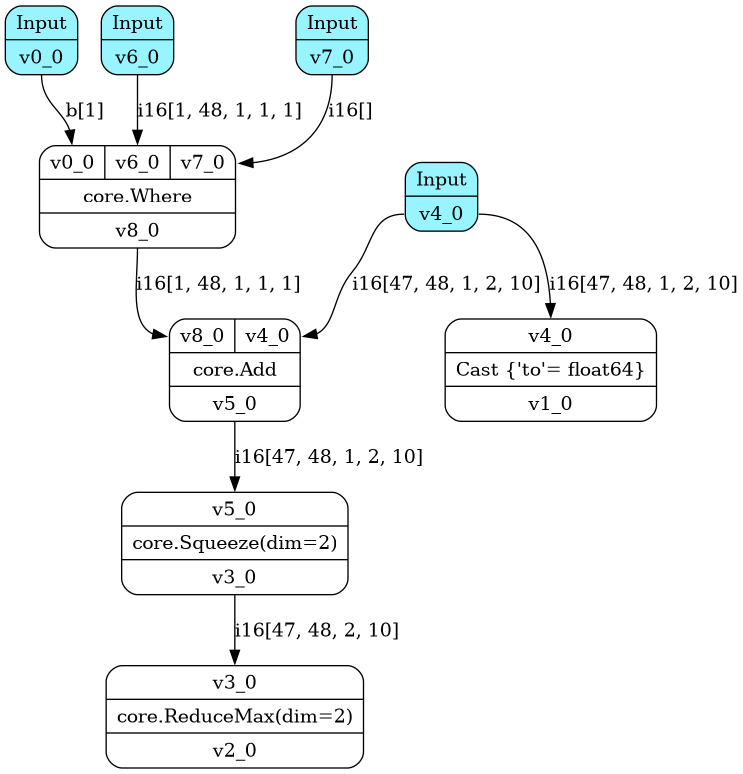 Input
v0_0
Input
v6_0
Input
v7_0
b[1]
i16[1, 48, 1, 1, 1]
i16[]
v0_0 v6_0 v7_0
core.Where
v8_0
Input
v4_0
i16[1, 48, 1, 1, 1]
i16[47, 48, 1, 2, 10]
i16[47, 48, 1, 2, 10]
v8_0 v4_0
core.Add
v5_0
v4_0
Cast {'to'= float64}
v1_0
i16[47, 48, 1, 2, 10]
v5_0
core.Squeeze(dim=2)
v3_0
i16[47, 48, 2, 10]
v3_0
core.ReduceMax(dim=2)
v2_0